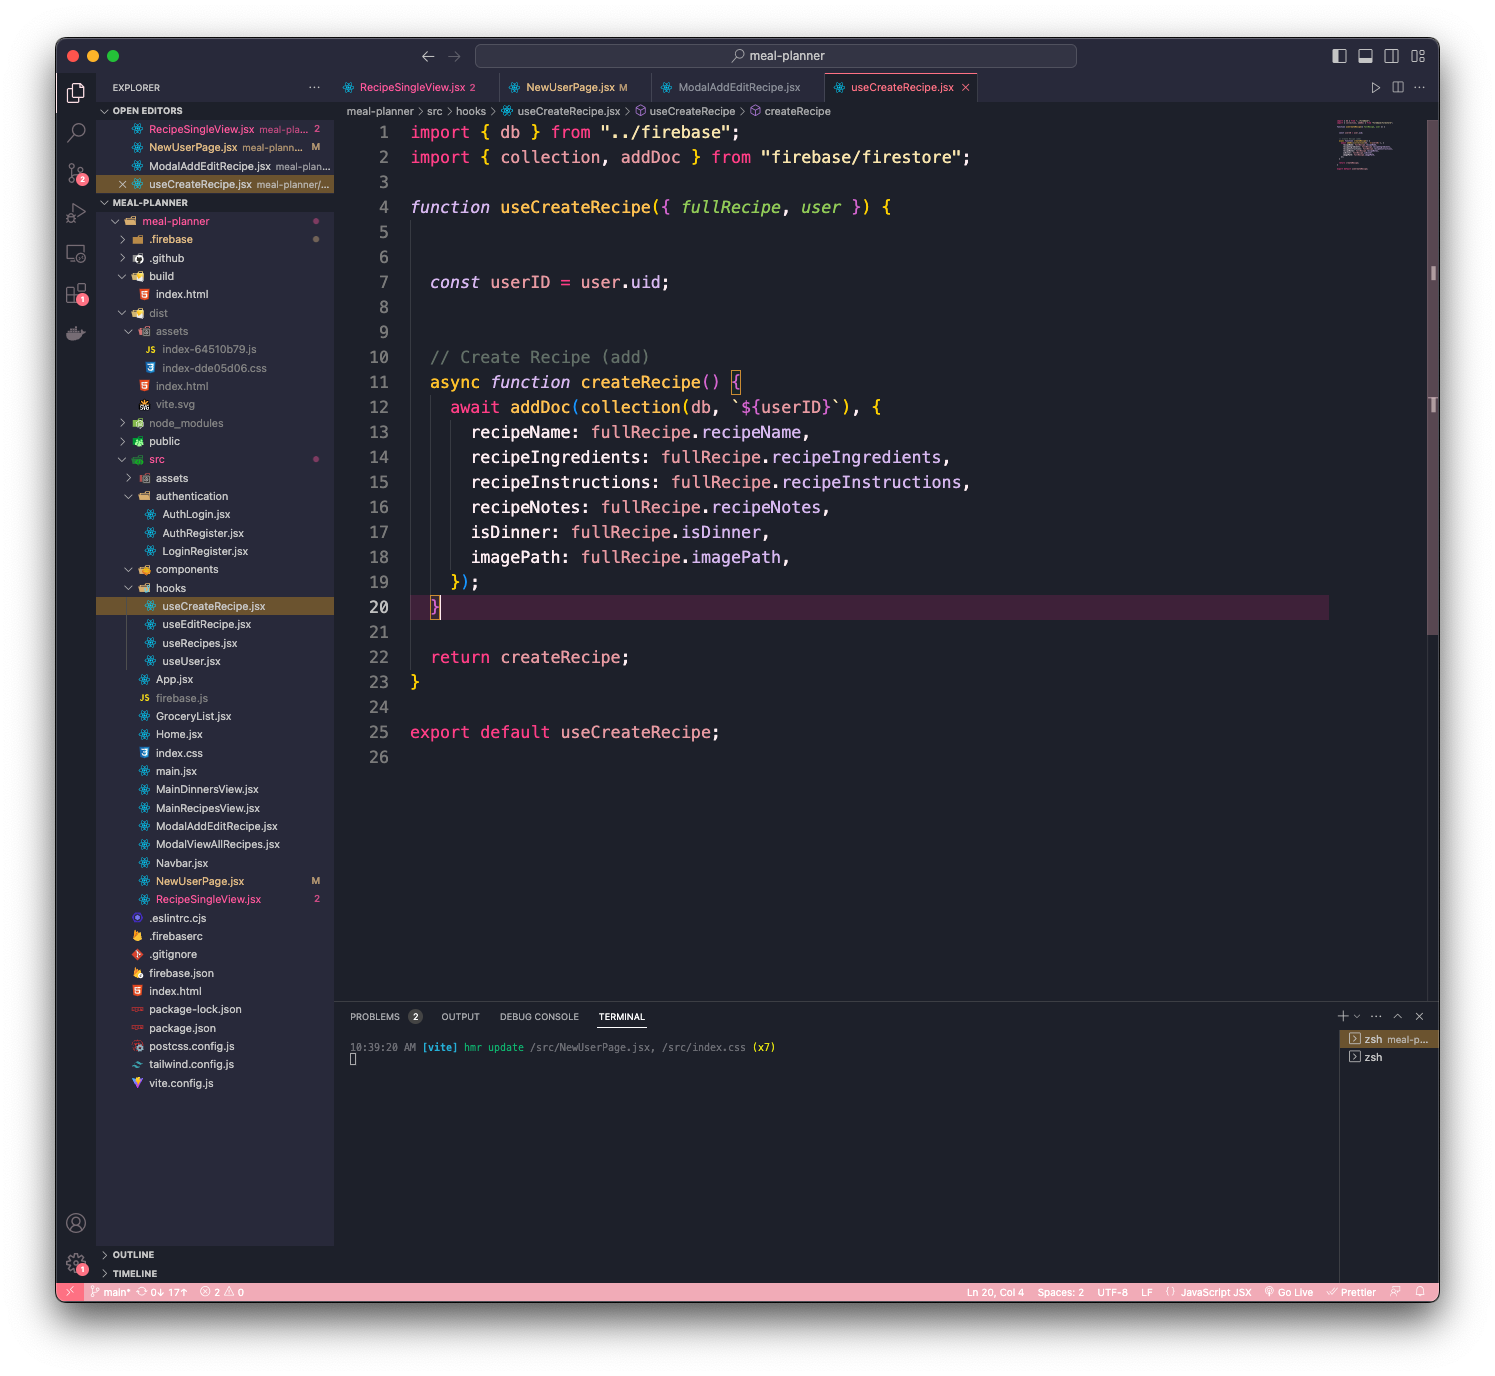 meal-planner
EXPLORER
RecipeSingleView.jsx 2
NewUserPage.jsx M
ModalAddEditRecipe.jsx
useCreateRecipe.jsx
OPEN EDITORS
RecipeSingleView.jsx meal-pla... 2
NewUserPage.jsx meal-plann... M
ModalAddEditRecipe.jsx meal-plan...
useCreateRecipe.jsx meal-planner/...
MEAL-PLANNER
meal-planner
.firebase
.github
build
index.html
dist
assets
JS index-64510b79.js
index-dde05d06.css
index.html
vite.svg
node_modules
public
src
assets
authentication
AuthLogin.jsx
AuthRegister.jsx
LoginRegister.jsx
components
hooks
useCreateRecipe.jsx
useEditRecipe.jsx
useRecipes.jsx
useUser.jsx
App.jsx
JS firebase.js
GroceryList.jsx
Home.jsx
index.css
main.jsx
MainDinnersView.jsx
MainRecipesView.jsx
ModalAddEditRecipe.jsx
ModalViewAllRecipes.jsx
Navbar.jsx
NewUserPage.jsx M
RecipeSingleView.jsx 2
.eslintrc.cjs
.firebaserc
.gitignore
firebase.json
index.html
package-lock.json
package.json
postcss.config.js
tailwind.config.js
vite.config.js
OUTLINE
TIMELINE
2
1
1
meal-planner > src > hooks > useCreateRecipe.jsx > useCreateRecipe > createRecipe
1 import { db } from "../firebase";
2 import { collection, addDoc } from "firebase/firestore";
3
4 function useCreateRecipe({ fullRecipe, user }) {
5
6
7 const userID = user.uid;
8
9
10 // Create Recipe (add)
11 async function createRecipe() {
12 await addDoc(collection(db, `${userID}`), {
13 recipeName: fullRecipe.recipeName,
14 recipeIngredients: fullRecipe.recipeIngredients,
15 recipeInstructions: fullRecipe.recipeInstructions,
16 recipeNotes: fullRecipe.recipeNotes,
17 isDinner: fullRecipe.isDinner,
18 imagePath: fullRecipe.imagePath,
19 });
20 }
21
22 return createRecipe;
23 }
24
25 export default useCreateRecipe;
26
PROBLEMS 2 OUTPUT DEBUG CONSOLE TERMINAL
10:39:20 AM [vite] hmr update /src/NewUserPage.jsx, /src/index.css (x7)
zsh meal-p...
zsh
main* 0↓ 17↑ 2 0
Ln 20, Col 4 Spaces: 2 UTF-8 LF JavaScript JSX Go Live Prettier